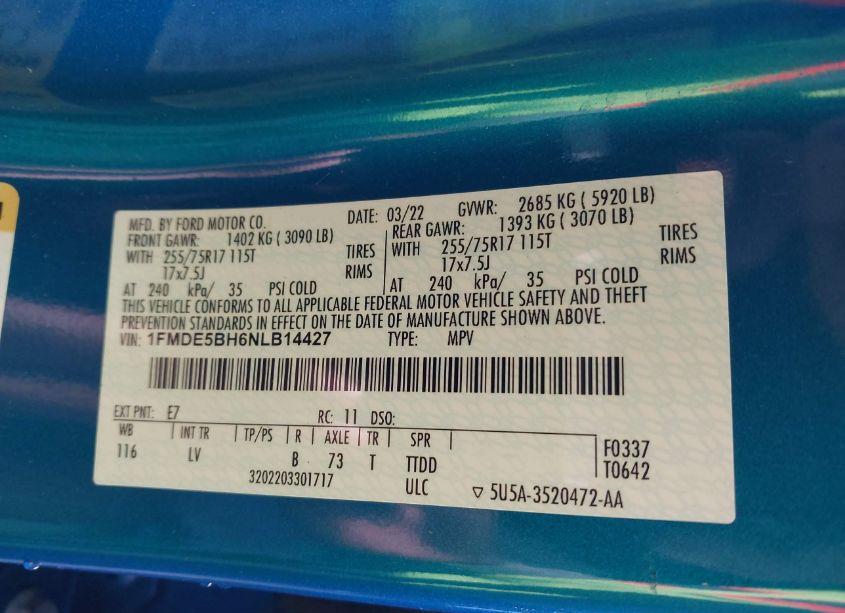 MFD. BY FORD MOTOR CO. DATE: 03/22 GVWR: 2685 KG ( 5920 LB)
FRONT GAWR: 1402 KG ( 3090 LB) REAR GAWR: 1393 KG ( 3070 LB)
WITH 255/75R17 115T TIRES WITH 255/75R17 115T TIRES
17x7.5J RIMS 17x7.5J RIMS
AT 240 kPa/ 35 PSI COLD AT 240 kPa/ 35 PSI COLD
THIS VEHICLE CONFORMS TO ALL APPLICABLE FEDERAL MOTOR VEHICLE SAFETY AND THEFT
PREVENTION STANDARDS IN EFFECT ON THE DATE OF MANUFACTURE SHOWN ABOVE.
VIN: 1FMDE5BH6NLB14427 TYPE: MPV
EXT PNT: E7 RC: 11 DSO:
WB INT TR TP/PS R AXLE TR SPR F0337
116 LV B 73 T TTDD T0642
3202203301717 ULC ▽ 5U5A-3520472-AA